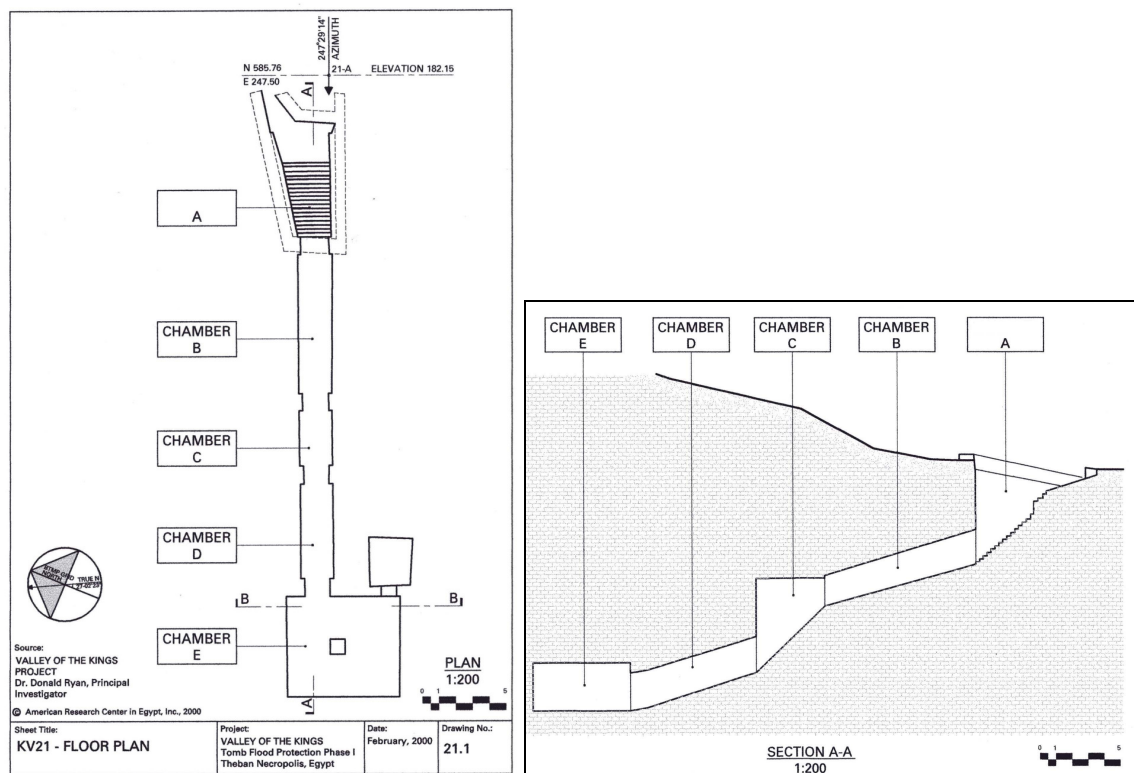 247°29'14"
AZIMUTH
N 585.76
E 247.50
21-A
ELEVATION 182.15
A
A
CHAMBER
B
CHAMBER
C
CHAMBER
D
B
B
CHAMBER
E
A
TRUE N
Source:
VALLEY OF THE KINGS
PROJECT
Dr. Donald Ryan, Principal
Investigator
© American Research Center in Egypt, Inc., 2000
PLAN
1:200
0 1 5
Sheet Title:
KV21 - FLOOR PLAN
Project:
VALLEY OF THE KINGS
Tomb Flood Protection Phase I
Theban Necropolis, Egypt
Date:
February, 2000
Drawing No.:
21.1
CHAMBER
E
CHAMBER
D
CHAMBER
C
CHAMBER
B
A
SECTION A-A
1:200
0 1 5